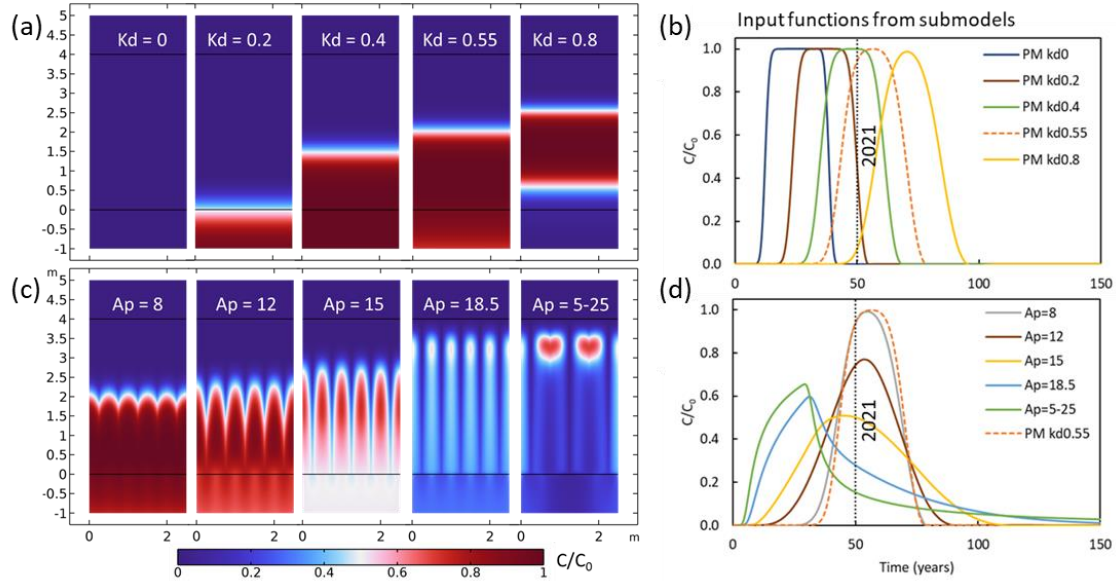 (a)
5
4
3.5
3
2.5
2
1.5
1
0.5
0
-0.5
-1
Kd = 0
Kd = 0.2
Kd = 0.4
Kd = 0.55
Kd = 0.8
(b)
Input functions from submodels
C/C₀
1.0
0.8
0.6
0.4
0.2
0.0
PM kd0
PM kd0.2
PM kd0.4
PM kd0.55
PM kd0.8
2021
0
50
100
150
(c)
m
5
4
3.5
3
2.5
2
1.5
1
0.5
0
-0.5
-1
Ap = 8
Ap = 12
Ap = 15
Ap = 18.5
Ap = 5-25
0 2 0 2 0 2 0 2 0 2 m
0 0.2 0.4 0.6 0.8 1
C/C₀
(d)
C/C₀
1.0
0.8
0.6
0.4
0.2
0.0
Ap=8
Ap=12
Ap=15
Ap=18.5
Ap=5-25
PM kd0.55
2021
0
50
100
150
Time (years)